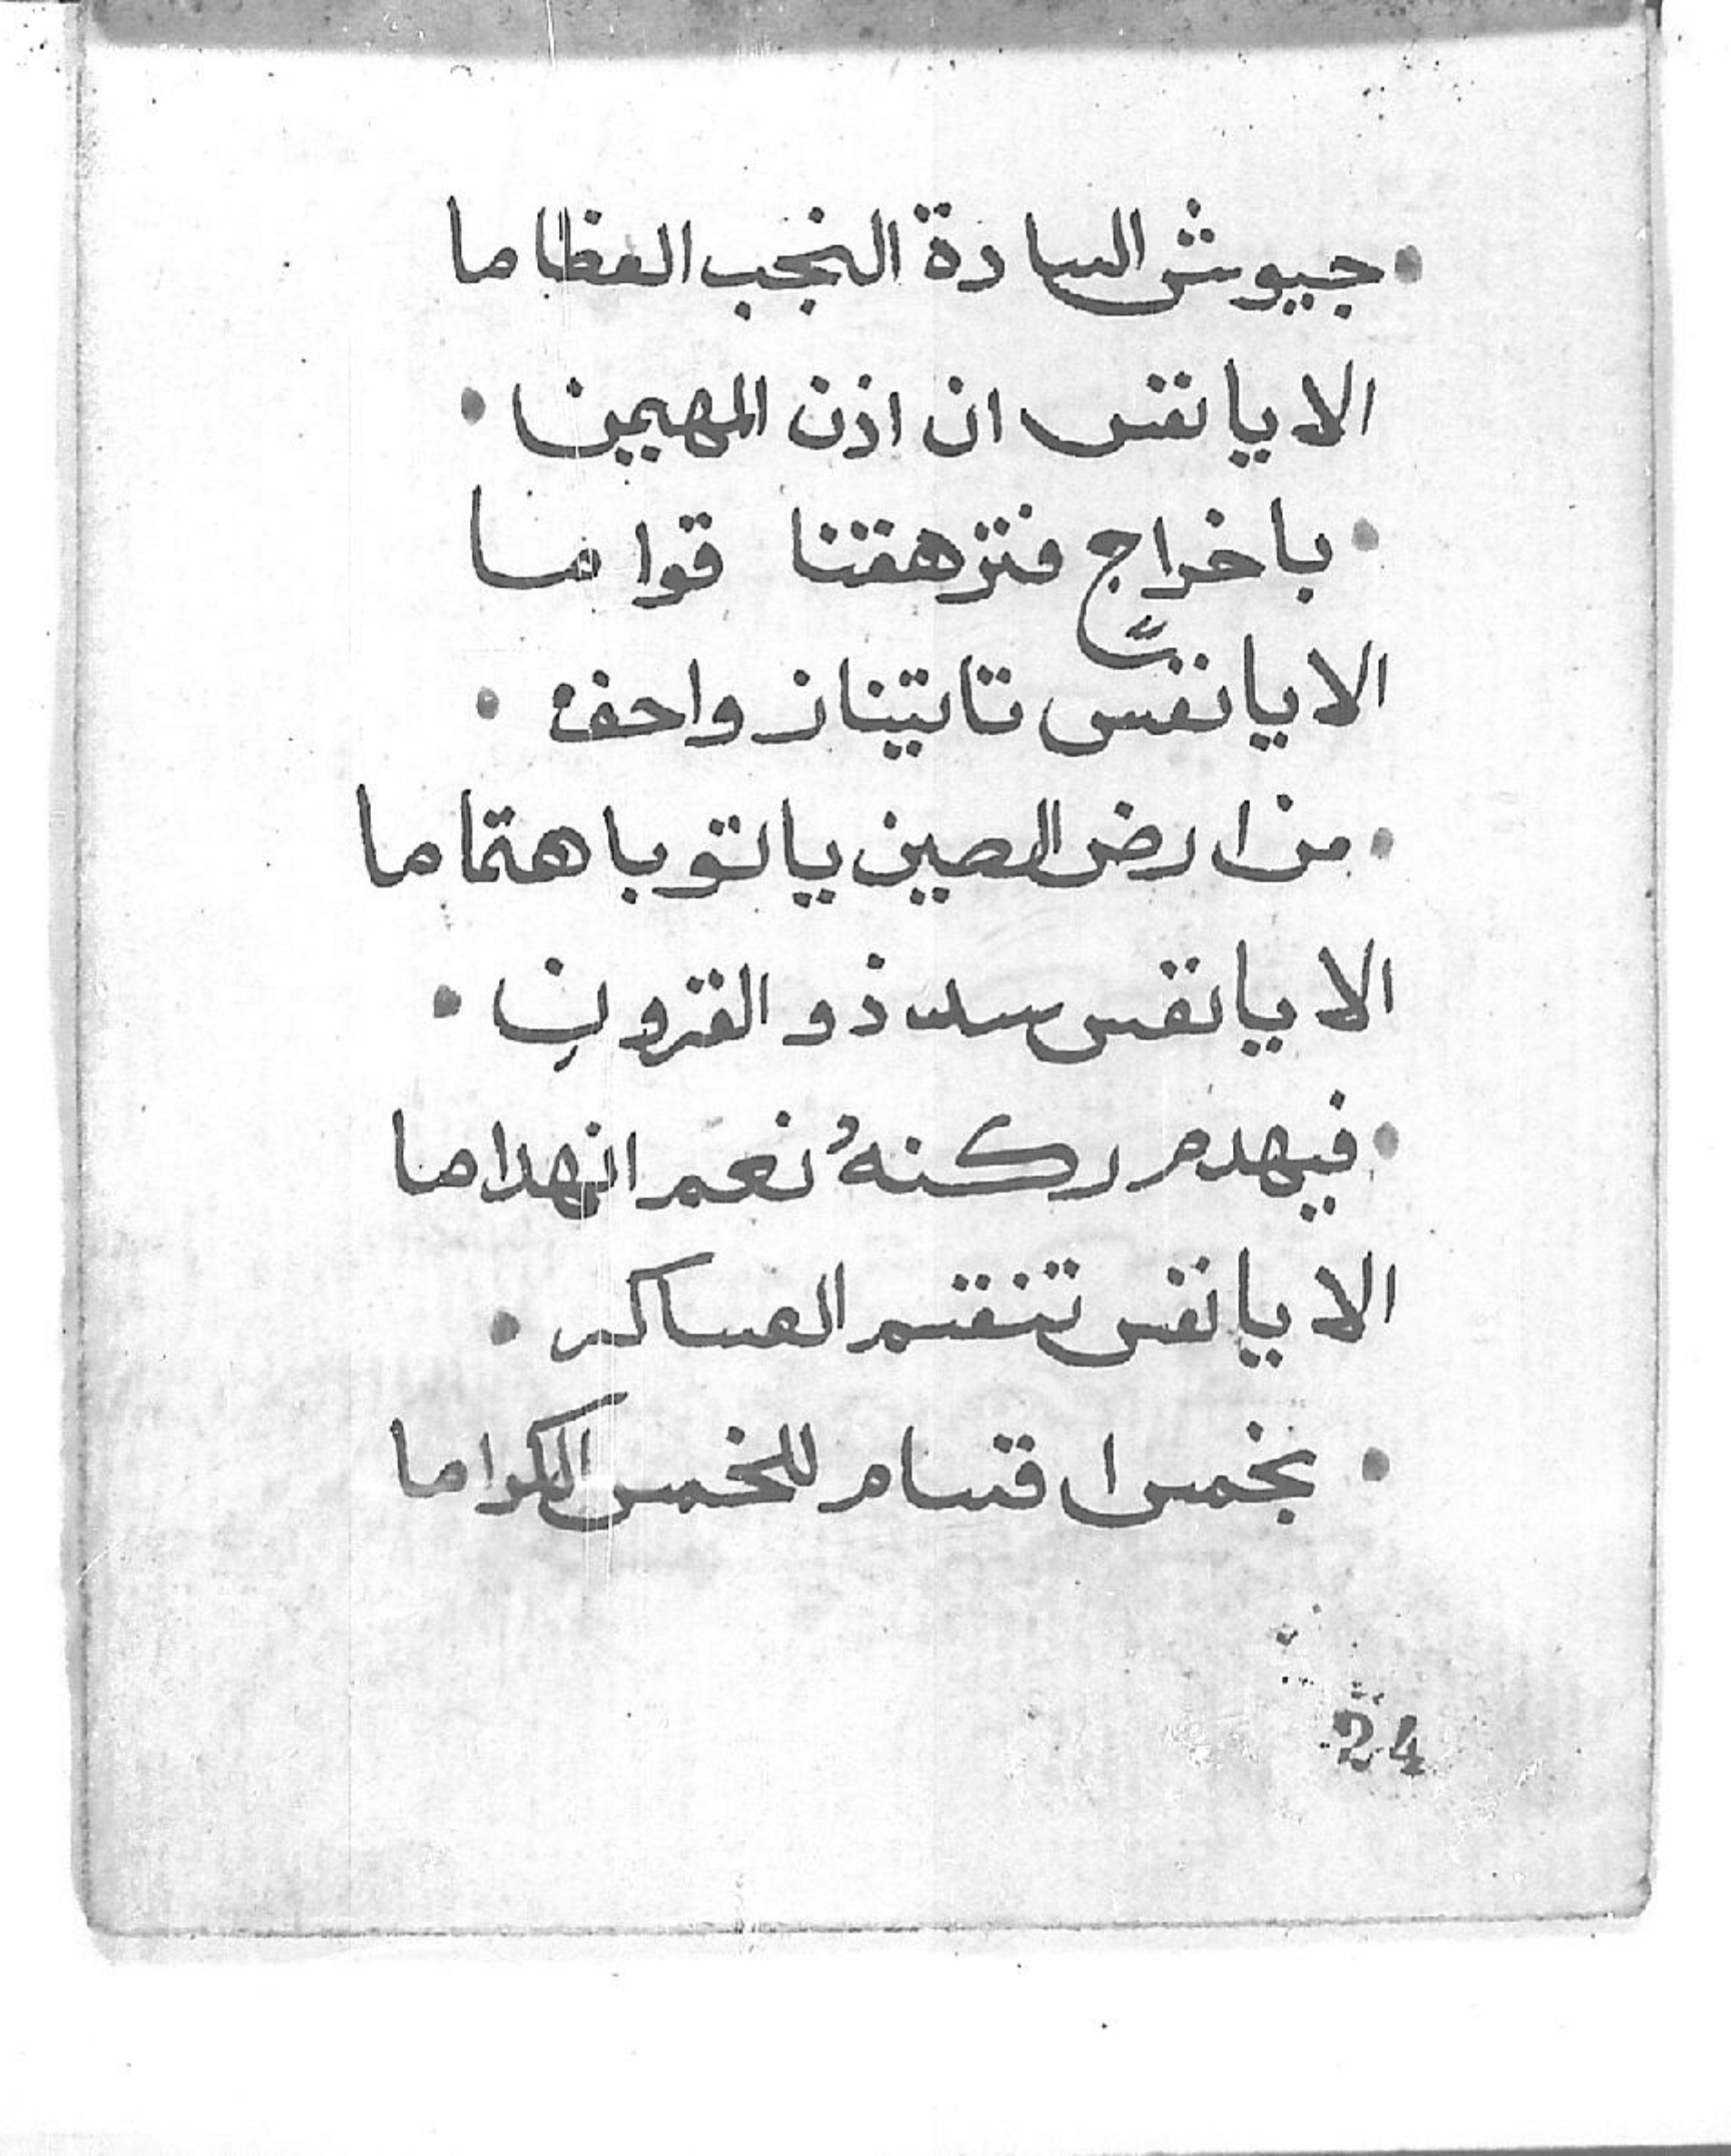 • جيوش السادة النجب العظاما
الا يا نفس ان اذن المهيمن •
• باخراج فتزهقنا قواما
الا يا نفس تاتينا زواحف •
• من ارض الصين ياتو باهتماما
الا يا نفس سد ذو القرون •
• فيهدم ركنهُ نعم انهداما
الا يا نفس تنقسم العساكر •
• بخمس اقسام للخمس الكراما
24